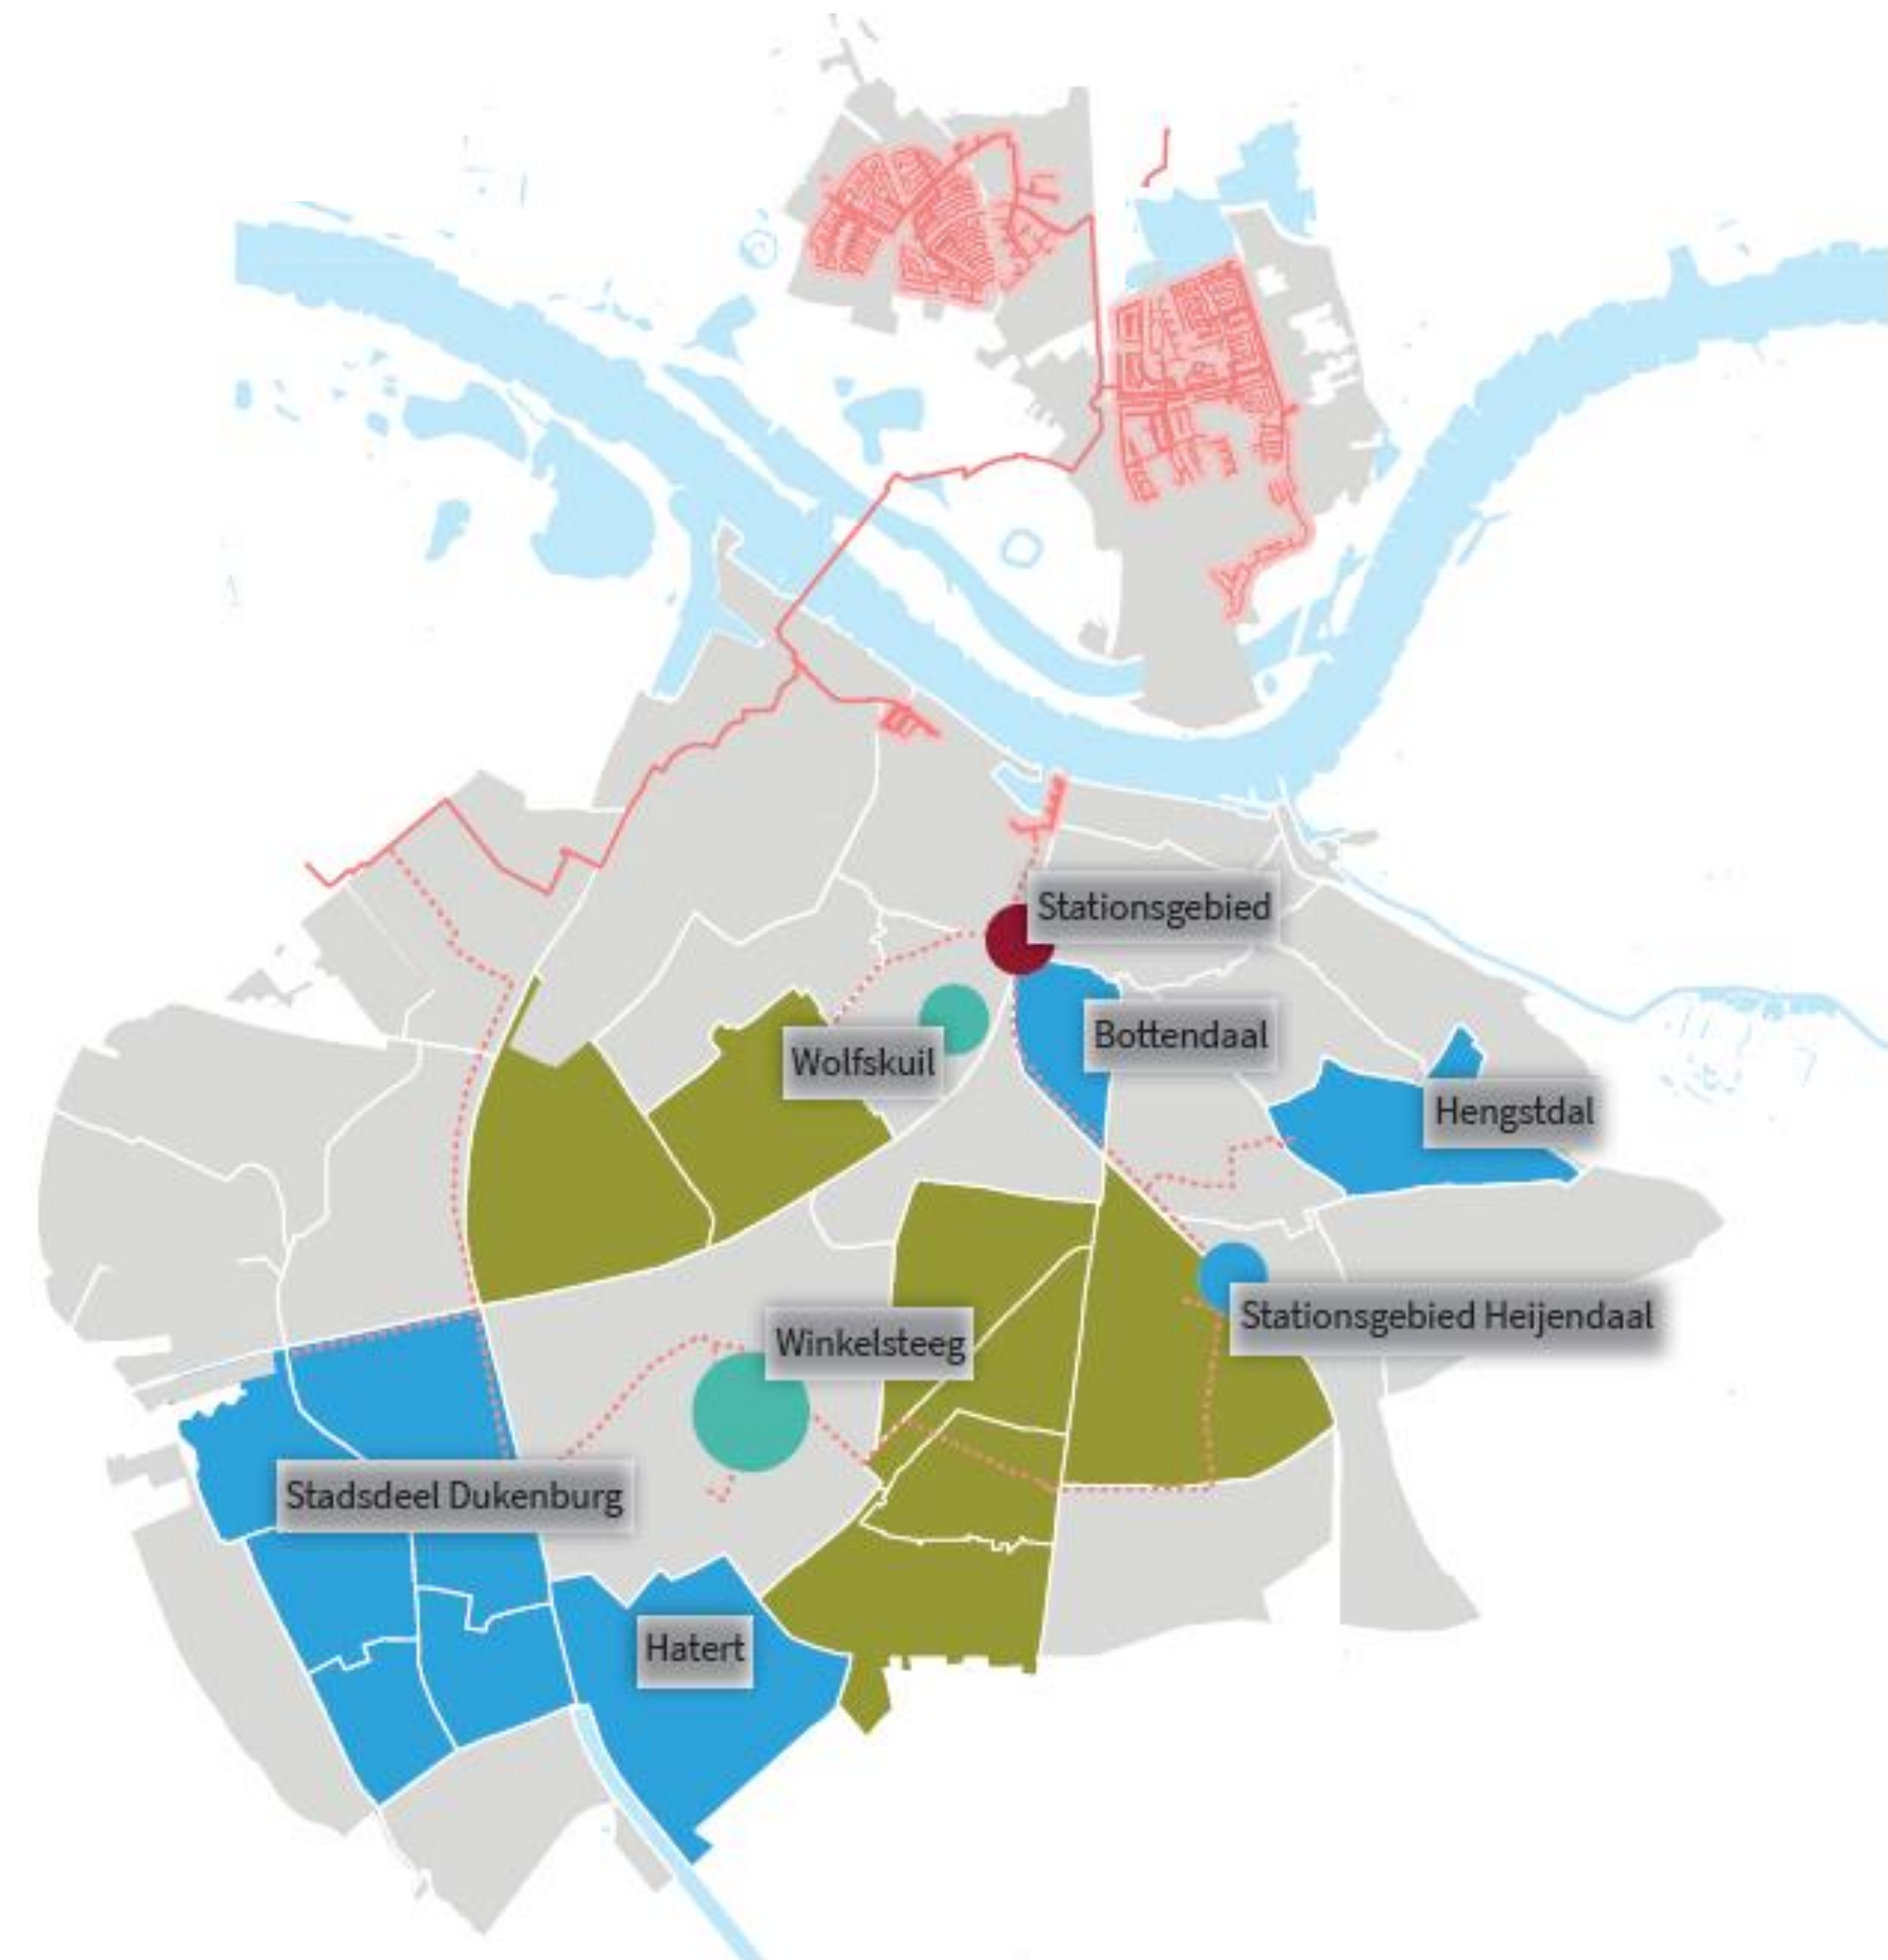 Stationsgebied
Bottendaal
Wolfskuil
Hengstdal
Stationsgebied Heijendaal
Winkelsteeg
Stadsdeel Dukenburg
Hatert